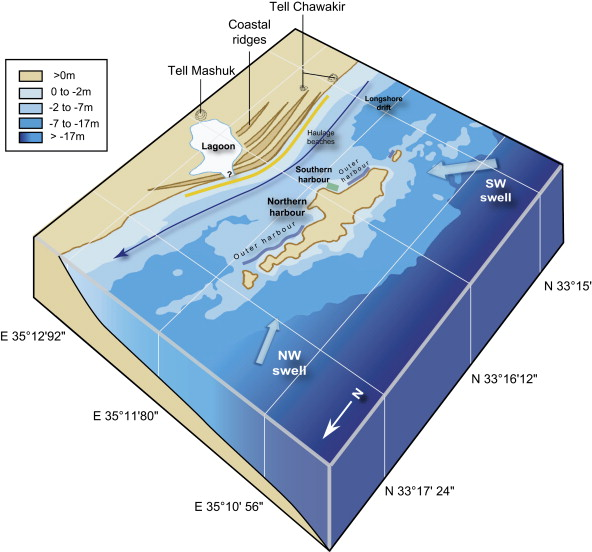 Tell Chawakir
Coastal
ridges
Tell Mashuk
>0m
0 to -2m
-2 to -7m
-7 to -17m
> -17m
Longshore
drift
Lagoon
Haulage
beaches
?
Southern
harbour
Outer
harbour
SW
swell
Northern
harbour
Outer harbour
NW
swell
N
N 33°15'
E 35°12'92"
N 33°16'12"
E 35°11'80"
N 33°17' 24"
E 35°10' 56"